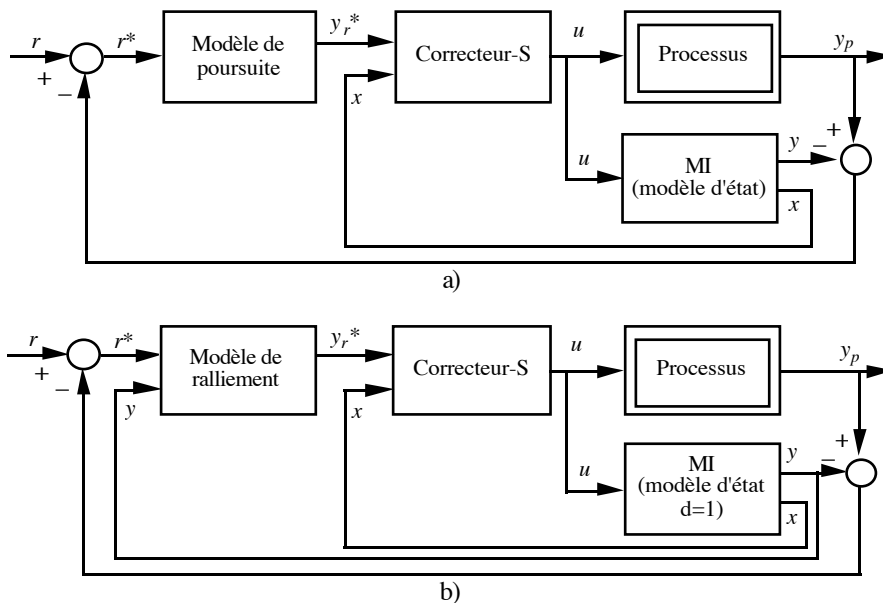 r
+
−
r*
Modèle de
poursuite
y_r*
x
Correcteur-S
u
Processus
y_p
u
MI
(modèle d'état)
y
x
−
+
a)
r
+
−
r*
y
Modèle de
ralliement
y_r*
x
Correcteur-S
u
Processus
y_p
u
MI
(modèle d'état
d=1)
y
x
−
+
b)